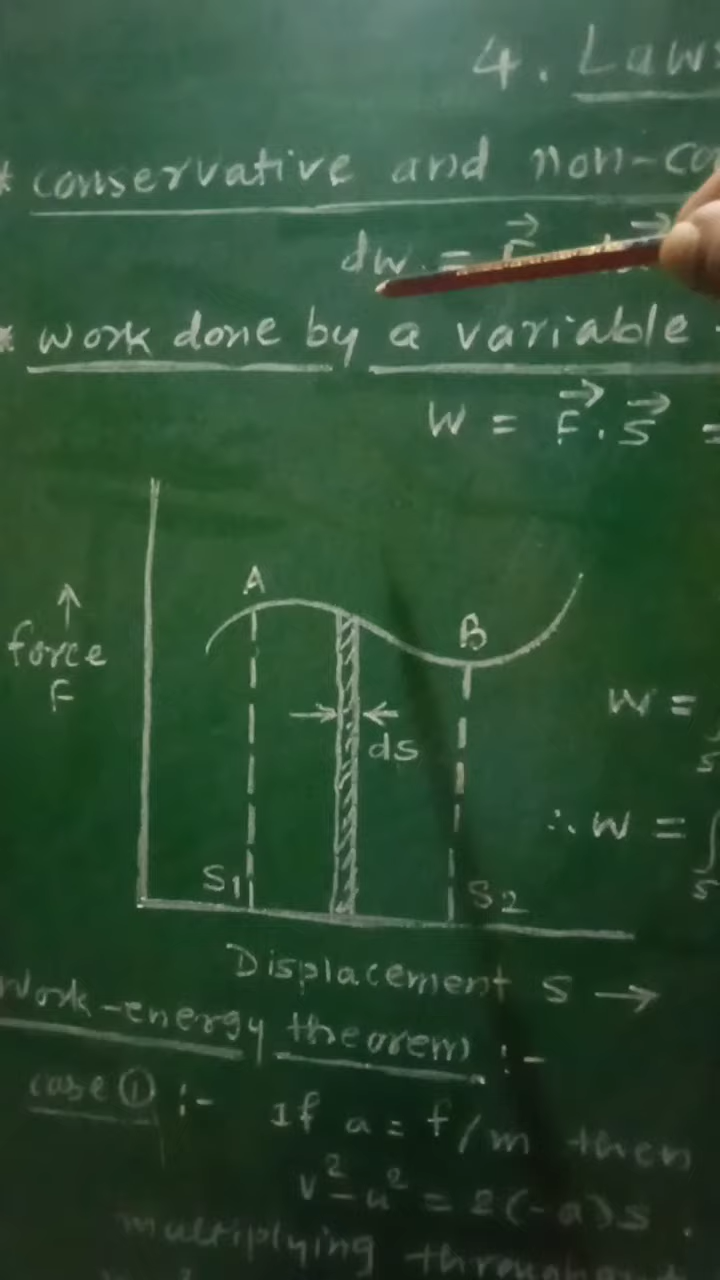 4. Laws
* conservative and non-co
dw = F
* work done by a variable
W = F⃗ . S⃗ =
A
B
↑
force
F
ds
W =
∴ W = ∫
S1
S2
Displacement S →
Work-energy theorem :-
case ① :- If a = f/m then
v² - u² = 2(-a)s .
multiplying throughout